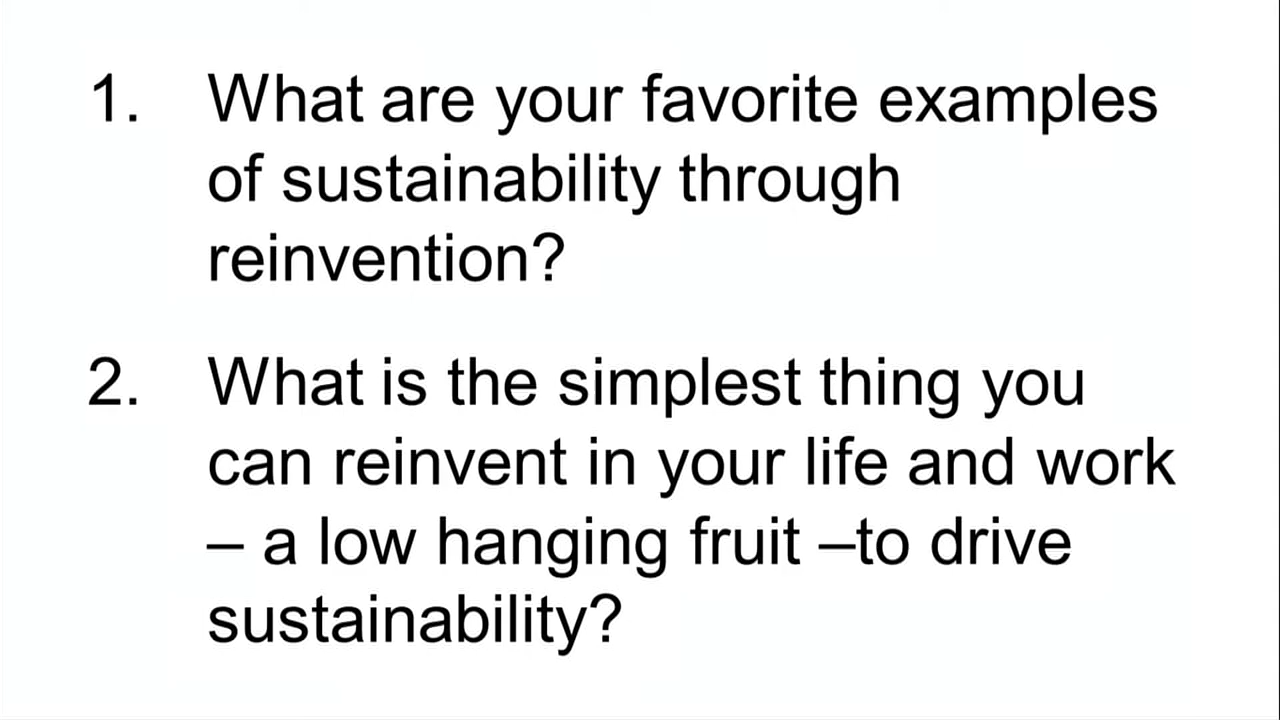 1. What are your favorite examples
of sustainability through
reinvention?
2. What is the simplest thing you
can reinvent in your life and work
– a low hanging fruit –to drive
sustainability?